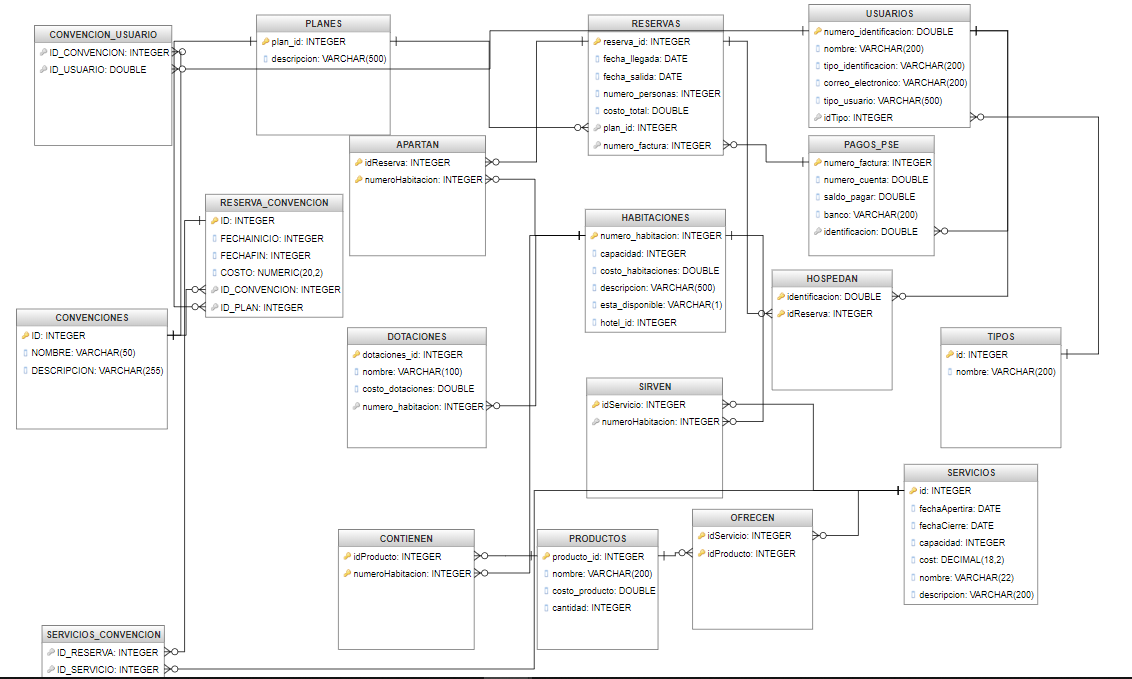 CONVENCION_USUARIO
ID_CONVENCION: INTEGER
ID_USUARIO: DOUBLE
PLANES
plan_id: INTEGER
descripcion: VARCHAR(500)
RESERVAS
reserva_id: INTEGER
fecha_llegada: DATE
fecha_salida: DATE
numero_personas: INTEGER
costo_total: DOUBLE
plan_id: INTEGER
numero_factura: INTEGER
USUARIOS
numero_identificacion: DOUBLE
nombre: VARCHAR(200)
tipo_identificacion: VARCHAR(200)
correo_electronico: VARCHAR(200)
tipo_usuario: VARCHAR(500)
idTipo: INTEGER
APARTAN
idReserva: INTEGER
numeroHabitacion: INTEGER
PAGOS_PSE
numero_factura: INTEGER
numero_cuenta: DOUBLE
saldo_pagar: DOUBLE
banco: VARCHAR(200)
identificacion: DOUBLE
RESERVA_CONVENCION
ID: INTEGER
FECHAINICIO: INTEGER
FECHAFIN: INTEGER
COSTO: NUMERIC(20,2)
ID_CONVENCION: INTEGER
ID_PLAN: INTEGER
HABITACIONES
numero_habitacion: INTEGER
capacidad: INTEGER
costo_habitaciones: DOUBLE
descripcion: VARCHAR(500)
esta_disponible: VARCHAR(1)
hotel_id: INTEGER
HOSPEDAN
identificacion: DOUBLE
idReserva: INTEGER
CONVENCIONES
ID: INTEGER
NOMBRE: VARCHAR(50)
DESCRIPCION: VARCHAR(255)
DOTACIONES
dotaciones_id: INTEGER
nombre: VARCHAR(100)
costo_dotaciones: DOUBLE
numero_habitacion: INTEGER
TIPOS
id: INTEGER
nombre: VARCHAR(200)
SIRVEN
idServicio: INTEGER
numeroHabitacion: INTEGER
SERVICIOS
id: INTEGER
fechaApertira: DATE
fechaCierre: DATE
capacidad: INTEGER
cost: DECIMAL(18,2)
nombre: VARCHAR(22)
descripcion: VARCHAR(200)
CONTIENEN
idProducto: INTEGER
numeroHabitacion: INTEGER
PRODUCTOS
producto_id: INTEGER
nombre: VARCHAR(200)
costo_producto: DOUBLE
cantidad: INTEGER
OFRECEN
idServicio: INTEGER
idProducto: INTEGER
SERVICIOS_CONVENCION
ID_RESERVA: INTEGER
ID_SERVICIO: INTEGER